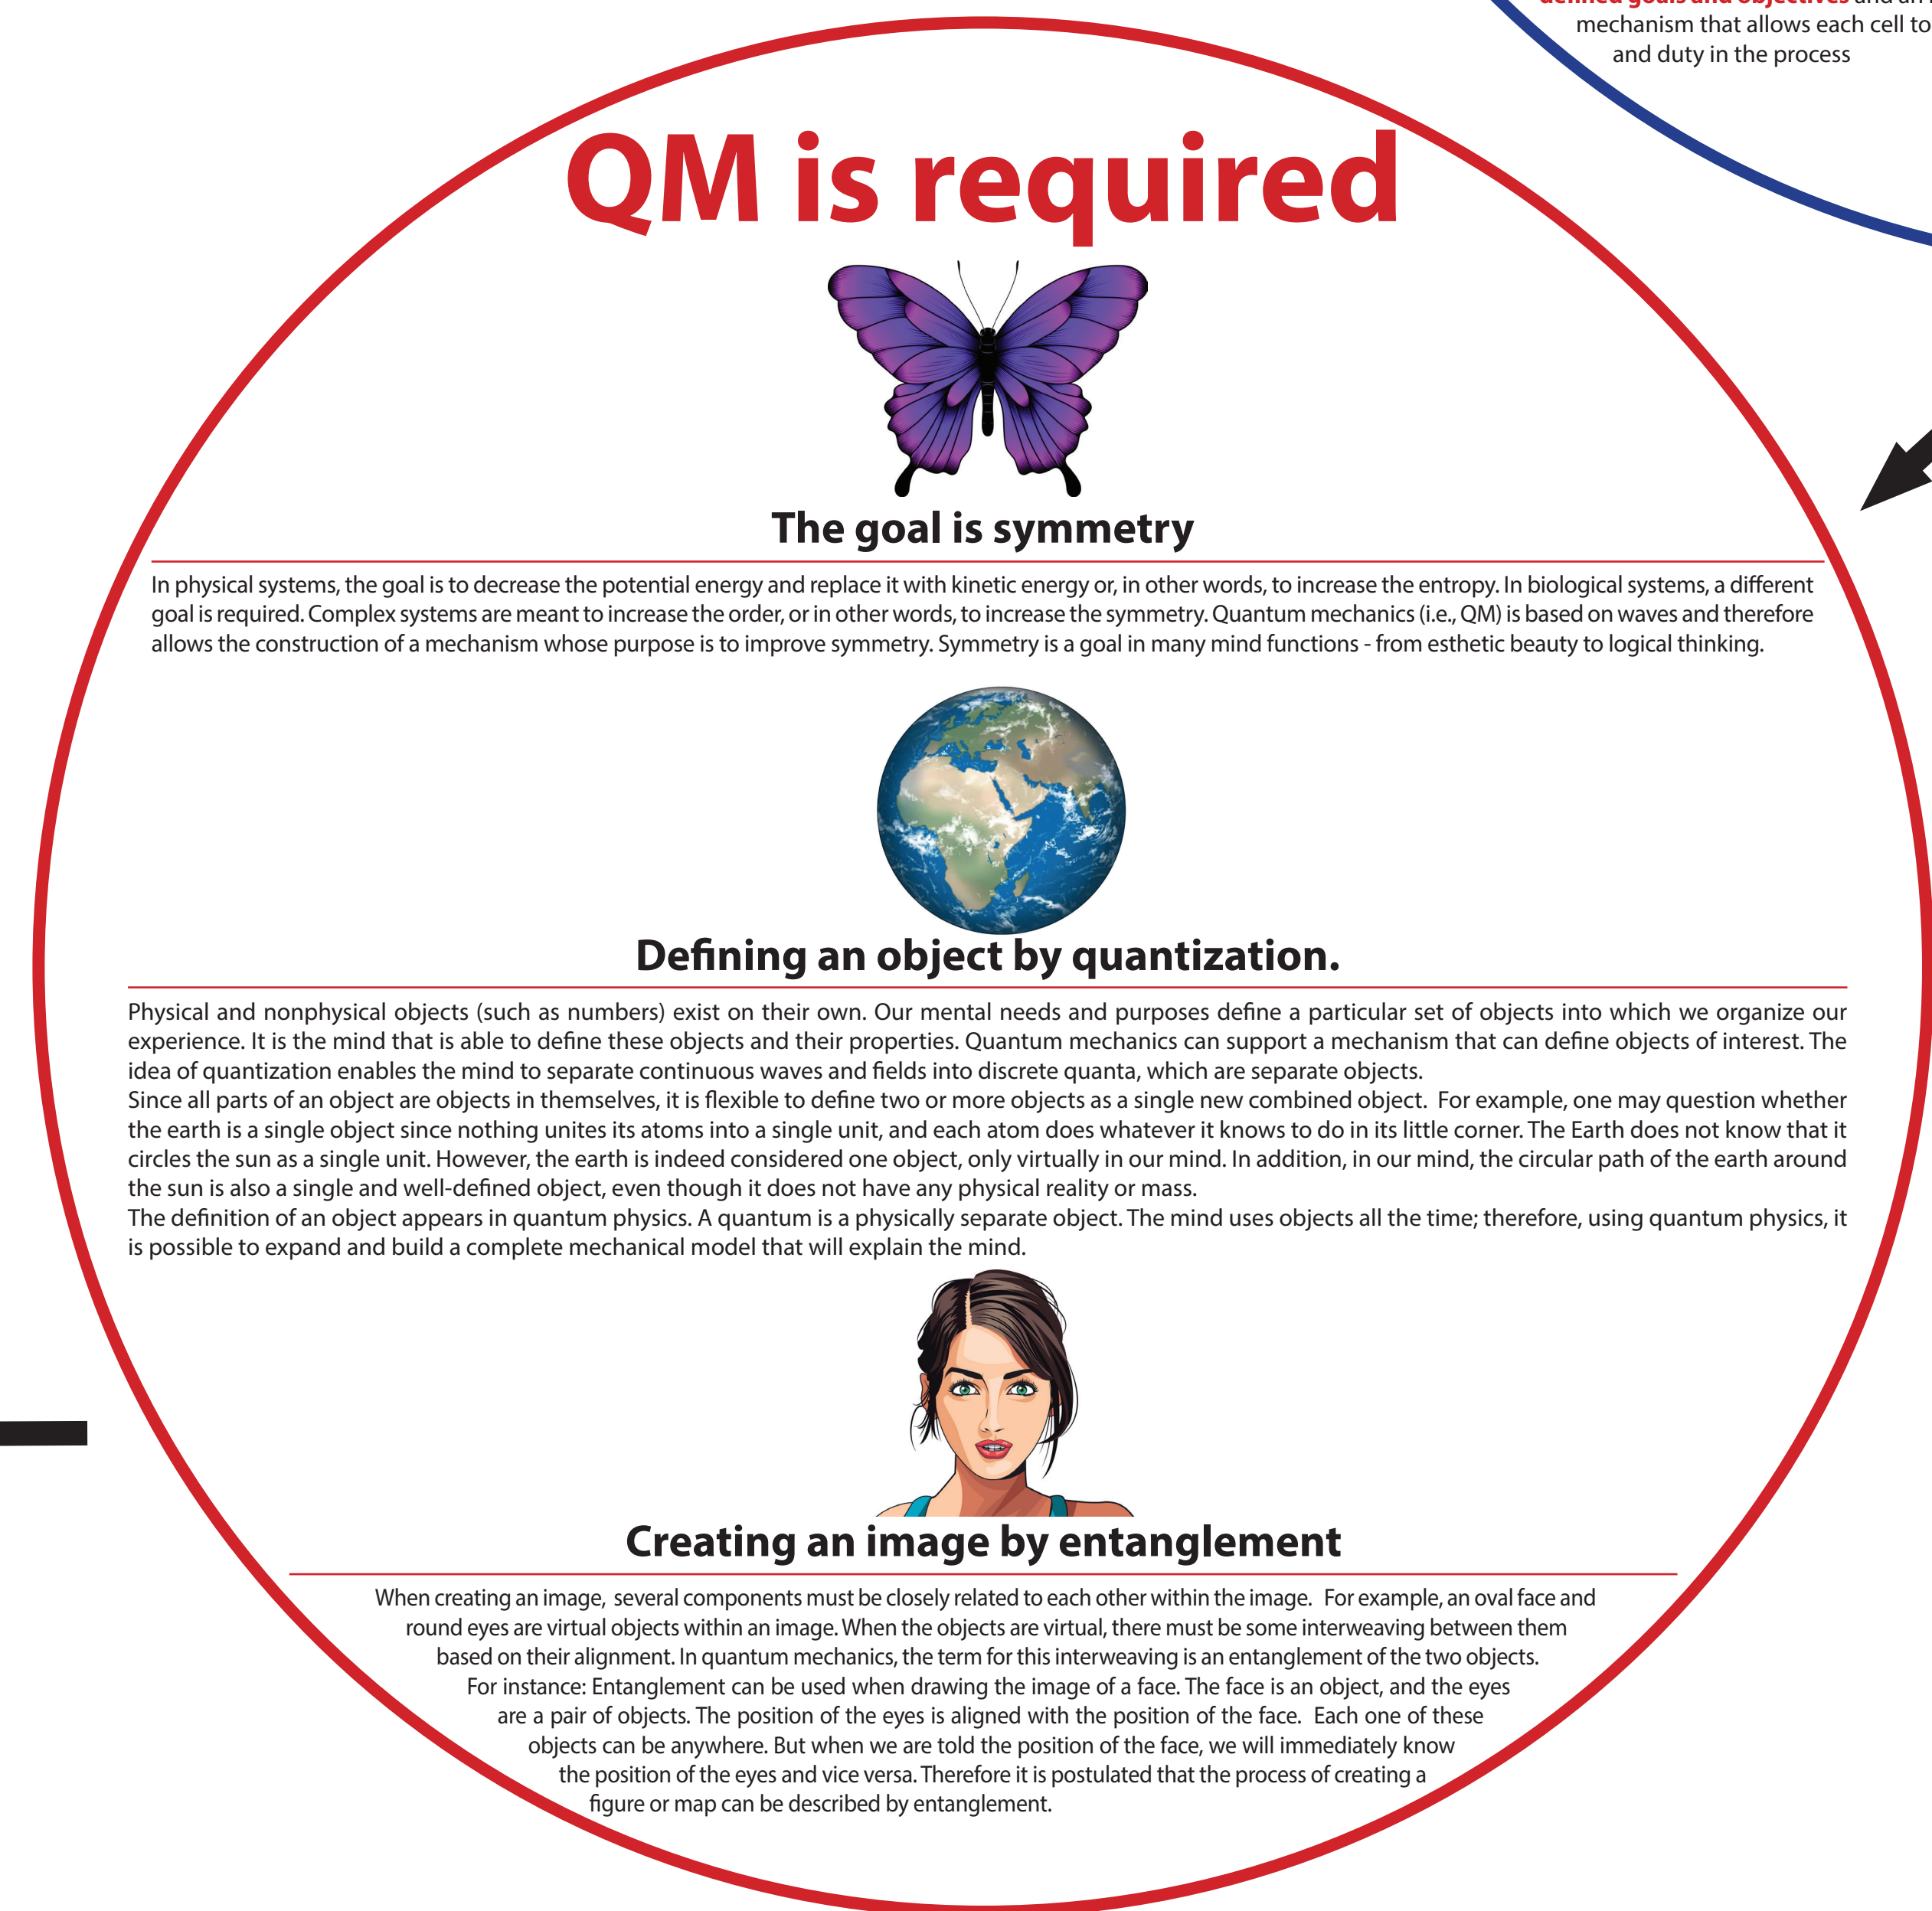 defined goals and objectives and an
mechanism that allows each cell to
and duty in the process
QM is required
The goal is symmetry
In physical systems, the goal is to decrease the potential energy and replace it with kinetic energy or, in other words, to increase the entropy. In biological systems, a different
goal is required. Complex systems are meant to increase the order, or in other words, to increase the symmetry. Quantum mechanics (i.e., QM) is based on waves and therefore
allows the construction of a mechanism whose purpose is to improve symmetry. Symmetry is a goal in many mind functions - from esthetic beauty to logical thinking.
Defining an object by quantization.
Physical and nonphysical objects (such as numbers) exist on their own. Our mental needs and purposes define a particular set of objects into which we organize our
experience. It is the mind that is able to define these objects and their properties. Quantum mechanics can support a mechanism that can define objects of interest. The
idea of quantization enables the mind to separate continuous waves and fields into discrete quanta, which are separate objects.
Since all parts of an object are objects in themselves, it is flexible to define two or more objects as a single new combined object. For example, one may question whether
the earth is a single object since nothing unites its atoms into a single unit, and each atom does whatever it knows to do in its little corner. The Earth does not know that it
circles the sun as a single unit. However, the earth is indeed considered one object, only virtually in our mind. In addition, in our mind, the circular path of the earth around
the sun is also a single and well-defined object, even though it does not have any physical reality or mass.
The definition of an object appears in quantum physics. A quantum is a physically separate object. The mind uses objects all the time; therefore, using quantum physics, it
is possible to expand and build a complete mechanical model that will explain the mind.
Creating an image by entanglement
When creating an image, several components must be closely related to each other within the image. For example, an oval face and
round eyes are virtual objects within an image. When the objects are virtual, there must be some interweaving between them
based on their alignment. In quantum mechanics, the term for this interweaving is an entanglement of the two objects.
For instance: Entanglement can be used when drawing the image of a face. The face is an object, and the eyes
are a pair of objects. The position of the eyes is aligned with the position of the face. Each one of these
objects can be anywhere. But when we are told the position of the face, we will immediately know
the position of the eyes and vice versa. Therefore it is postulated that the process of creating a
figure or map can be described by entanglement.